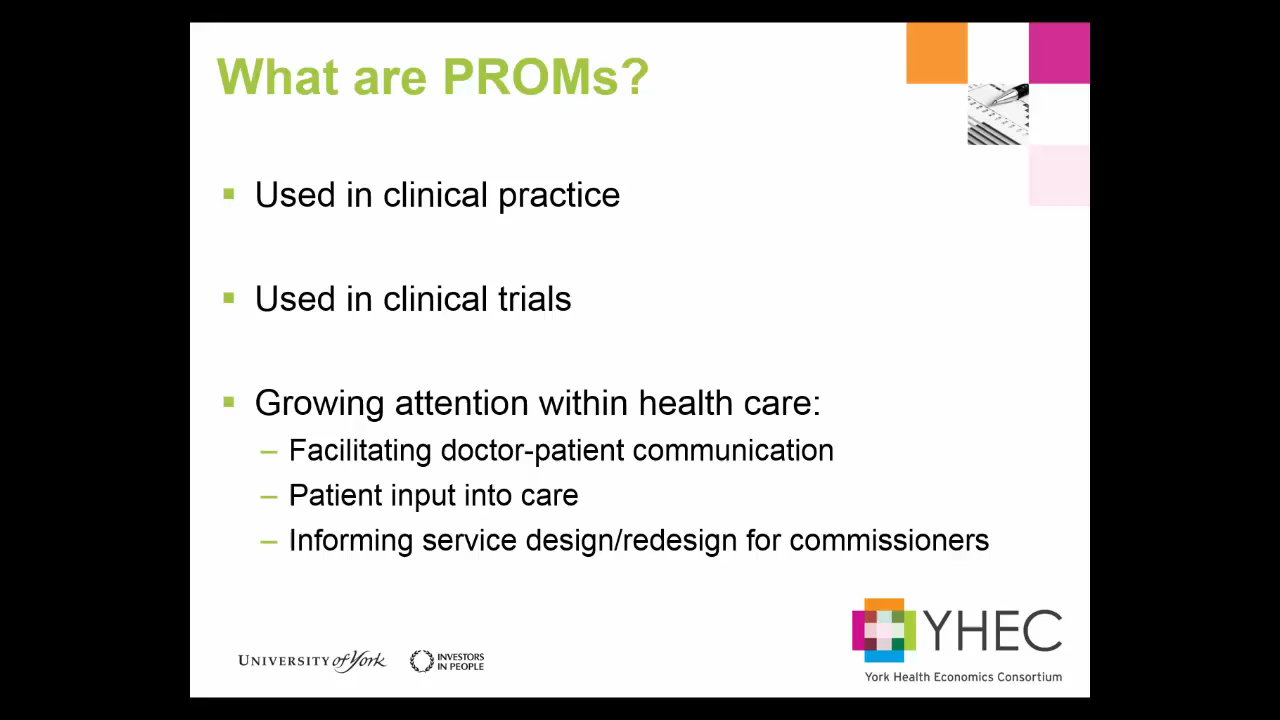 What are PROMs?
▪ Used in clinical practice
▪ Used in clinical trials
▪ Growing attention within health care:
– Facilitating doctor-patient communication
– Patient input into care
– Informing service design/redesign for commissioners
UNIVERSITY of York
INVESTORS
IN PEOPLE
YHEC
York Health Economics Consortium